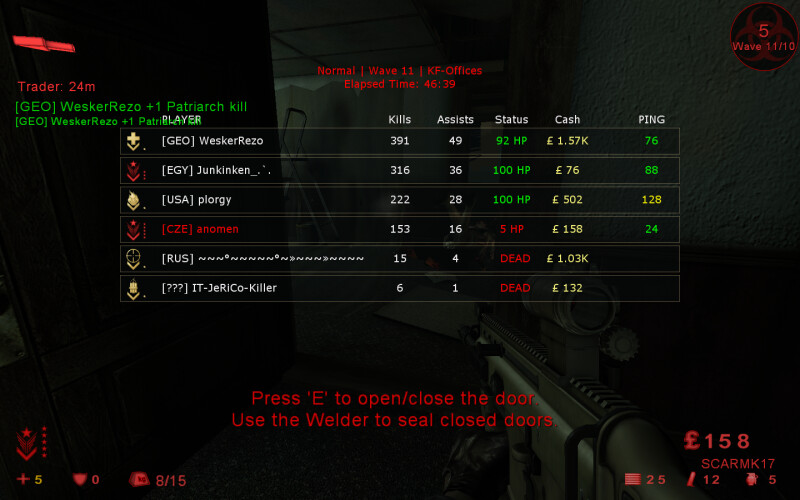 5
Wave 11/10
Normal | Wave 11 | KF-Offices
Elapsed Time: 46:39
Trader: 24m
[GEO] WeskerRezo +1 Patriarch kill
[GEO] WeskerRezo +1 Patriarch kill
PLAYER Kills Assists Status Cash PING
[GEO] WeskerRezo 391 49 92 HP £ 1.57K 76
[EGY] Junkinken_.`. 316 36 100 HP £ 76 88
[USA] plorgy 222 28 100 HP £ 502 128
[CZE] anomen 153 16 5 HP £ 158 24
[RUS] ~~~°~~~~~°~»~~~»~~~~ 15 4 DEAD £ 1.03K
[???] IT-JeRiCo-Killer 6 1 DEAD £ 132
Press 'E' to open/close the door.
Use the Welder to seal closed doors.
£158
SCARMK17
5 0 8/15 25 12 5